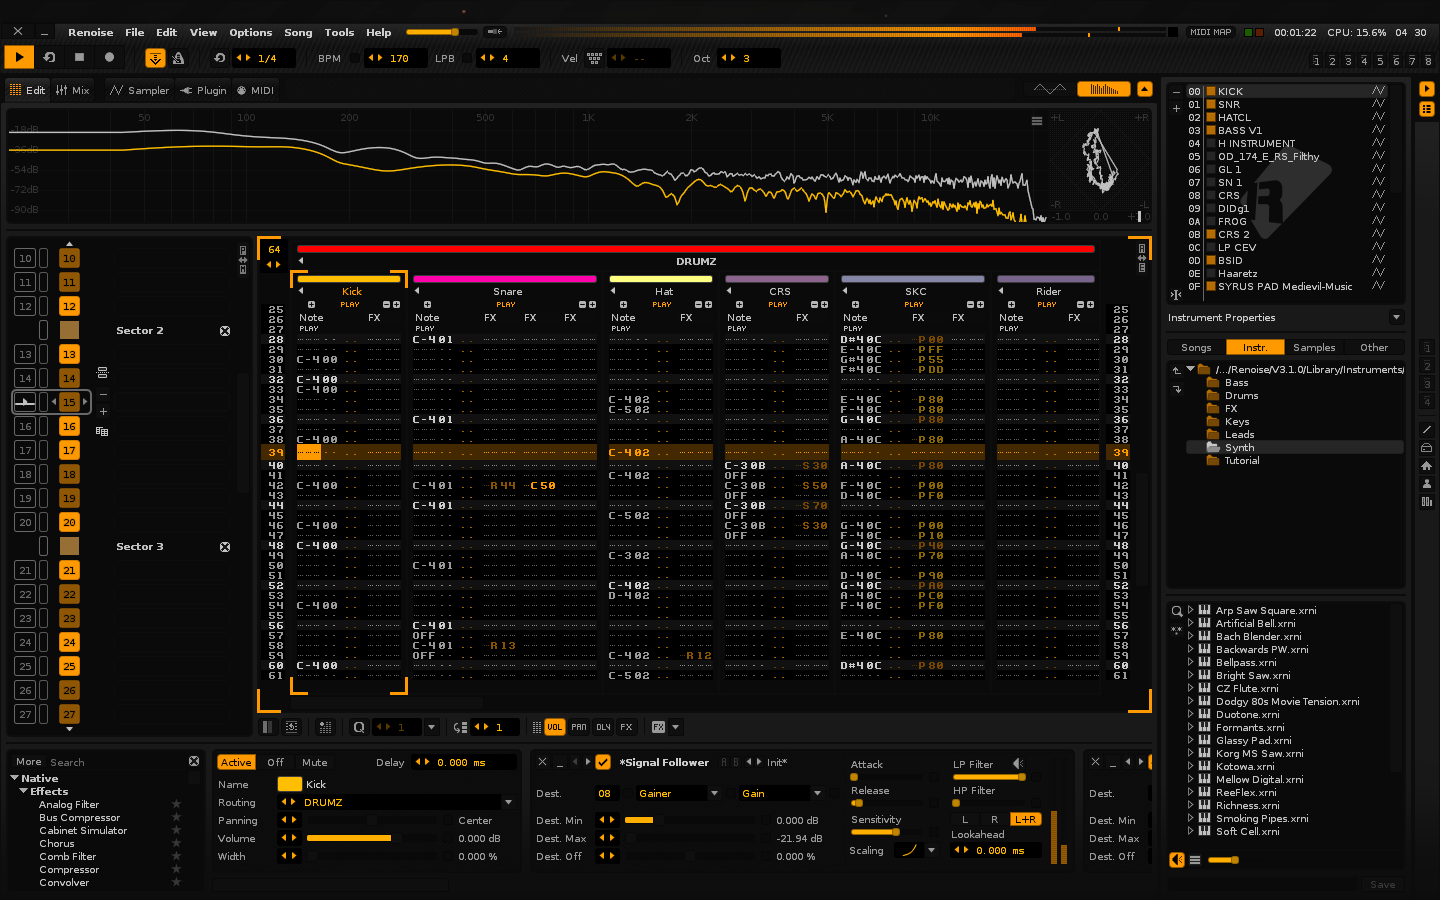 Renoise File Edit View Options Song Tools Help
MIDI MAP 00:01:22 CPU: 15.6% 04 30
1/4 BPM 170 LPB 4 Vel -- Oct 3
1 2 3 4 5 6 7 8
Edit Mix Sampler Plugin MIDI
50 100 200 500 1K 2K 5K 10K
-18dB
-36dB
-54dB
-72dB
-90dB
+L +R
-R -L
-1.0 0.0 +1.0
00 KICK
01 SNR
02 HATCL
03 BASS V1
04 H INSTRUMENT
05 OD_174_E_RS_Filthy
06 GL 1
07 SN 1
08 CRS
09 DIDg1
0A FROG
0B CRS 2
0C LP CEV
0D BSID
0E Haaretz
0F SYRUS PAD Medievil-Music
Instrument Properties
Songs Instr. Samples Other
/.../Renoise/V3.1.0/Library/Instruments/
Bass
Drums
FX
Keys
Leads
Synth
Tutorial
Arp Saw Square.xrni
Artificial Bell.xrni
Bach Blender.xrni
Backwards PW.xrni
Bellpass.xrni
Bright Saw.xrni
CZ Flute.xrni
Dodgy 80s Movie Tension.xrni
Duotone.xrni
Formants.xrni
Glassy Pad.xrni
Korg MS Saw.xrni
Kotowa.xrni
Mellow Digital.xrni
ReeFlex.xrni
Richness.xrni
Smoking Pipes.xrni
Soft Cell.xrni
Save
10 10
11 11
12 12
Sector 2
13 13
14 14
15
16 16
17 17
18 18
19 19
20 20
Sector 3
21 21
22 22
23 23
24 24
25 25
26 26
27 27
64
DRUMZ
Kick Snare Hat CRS SKC Rider
PLAY PLAY PLAY PLAY PLAY PLAY
25 25
26 Note FX FX FX FX Note FX Note FX Note FX Note FX 26
27 PLAY PLAY PLAY PLAY PLAY 27
28 C-401 D#40C P00 28
29 E-40C PFF 29
30 C-400 G-40C P55 30
31 F#40C PDD 31
32 C-400 32
33 C-400 33
34 C-402 E-40C P80 34
35 C-502 F-40C P80 35
36 C-401 G-40C P80 36
37 37
38 C-400 A-40C P80 38
39 C-402 39
40 C-30B S30 A-40C P80 40
41 C-402 OFF 41
42 C-400 C-401 R44 C50 C-30B S50 F-40C P00 42
43 OFF D-40C PF0 43
44 C-401 C-30B S70 44
45 C-502 OFF 45
46 C-400 C-30B S30 G-40C P00 46
47 OFF F-40C P10 47
48 C-400 G-40C P40 48
49 C-302 A-40C P70 49
50 C-401 50
51 D-40C P90 51
52 C-402 G-40C PA0 52
53 D-402 A-40C PC0 53
54 C-400 F-40C PF0 54
55 55
56 C-401 56
57 OFF E-40C P80 57
58 C-401 R13 58
59 OFF C-402 R12 59
60 C-400 D#40C P80 60
61 C-502 61
Q 1 1 VOL PAN DLY FX FX
More Search
Native
Effects
Analog Filter
Bus Compressor
Cabinet Simulator
Chorus
Comb Filter
Compressor
Convolver
Active Off Mute Delay 0.000 ms
Name Kick
Routing DRUMZ
Panning Center
Volume 0.000 dB
Width 0.000 %
*Signal Follower Init*
Dest. 08 Gainer Gain
Dest. Min 0.000 dB
Dest. Max -21.94 dB
Dest. Off 0.000 %
Attack LP Filter
Release HP Filter
Sensitivity L R L+R
Lookahead
Scaling 0.000 ms
Dest.
Dest. Min
Dest. Max
Dest. Off